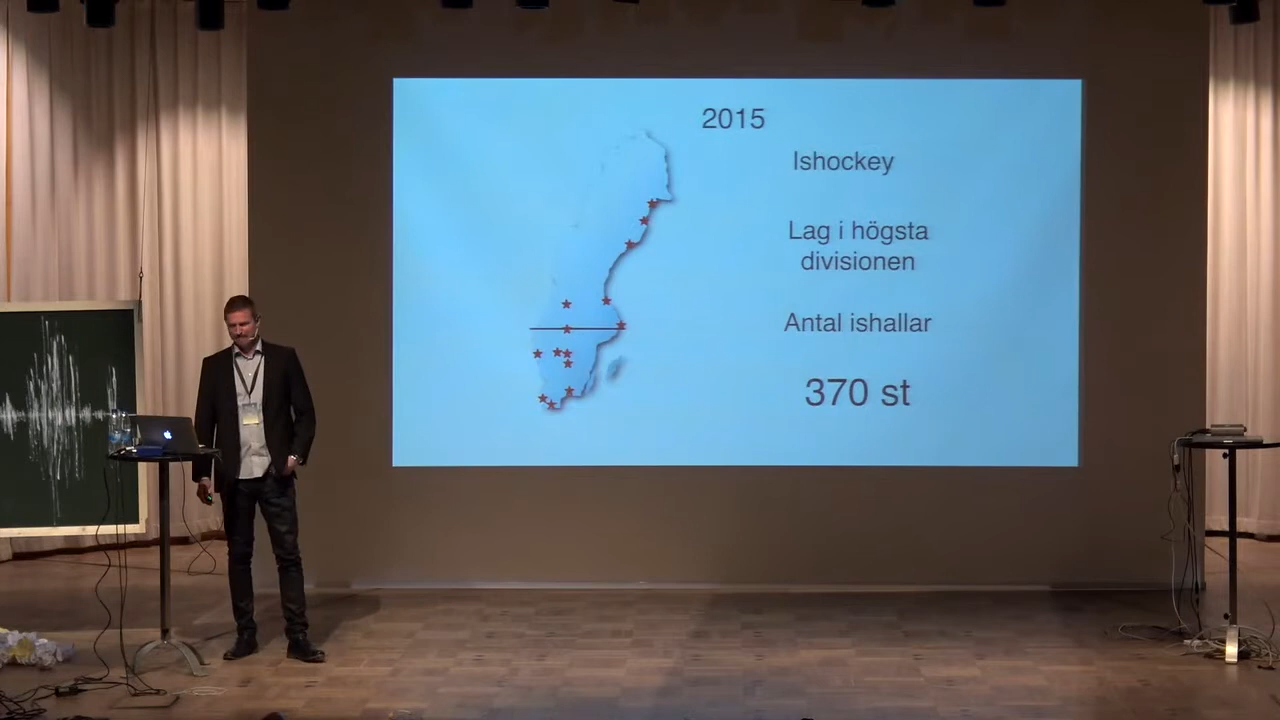 2015
Ishockey
Lag i högsta
divisionen
Antal ishallar
370 st